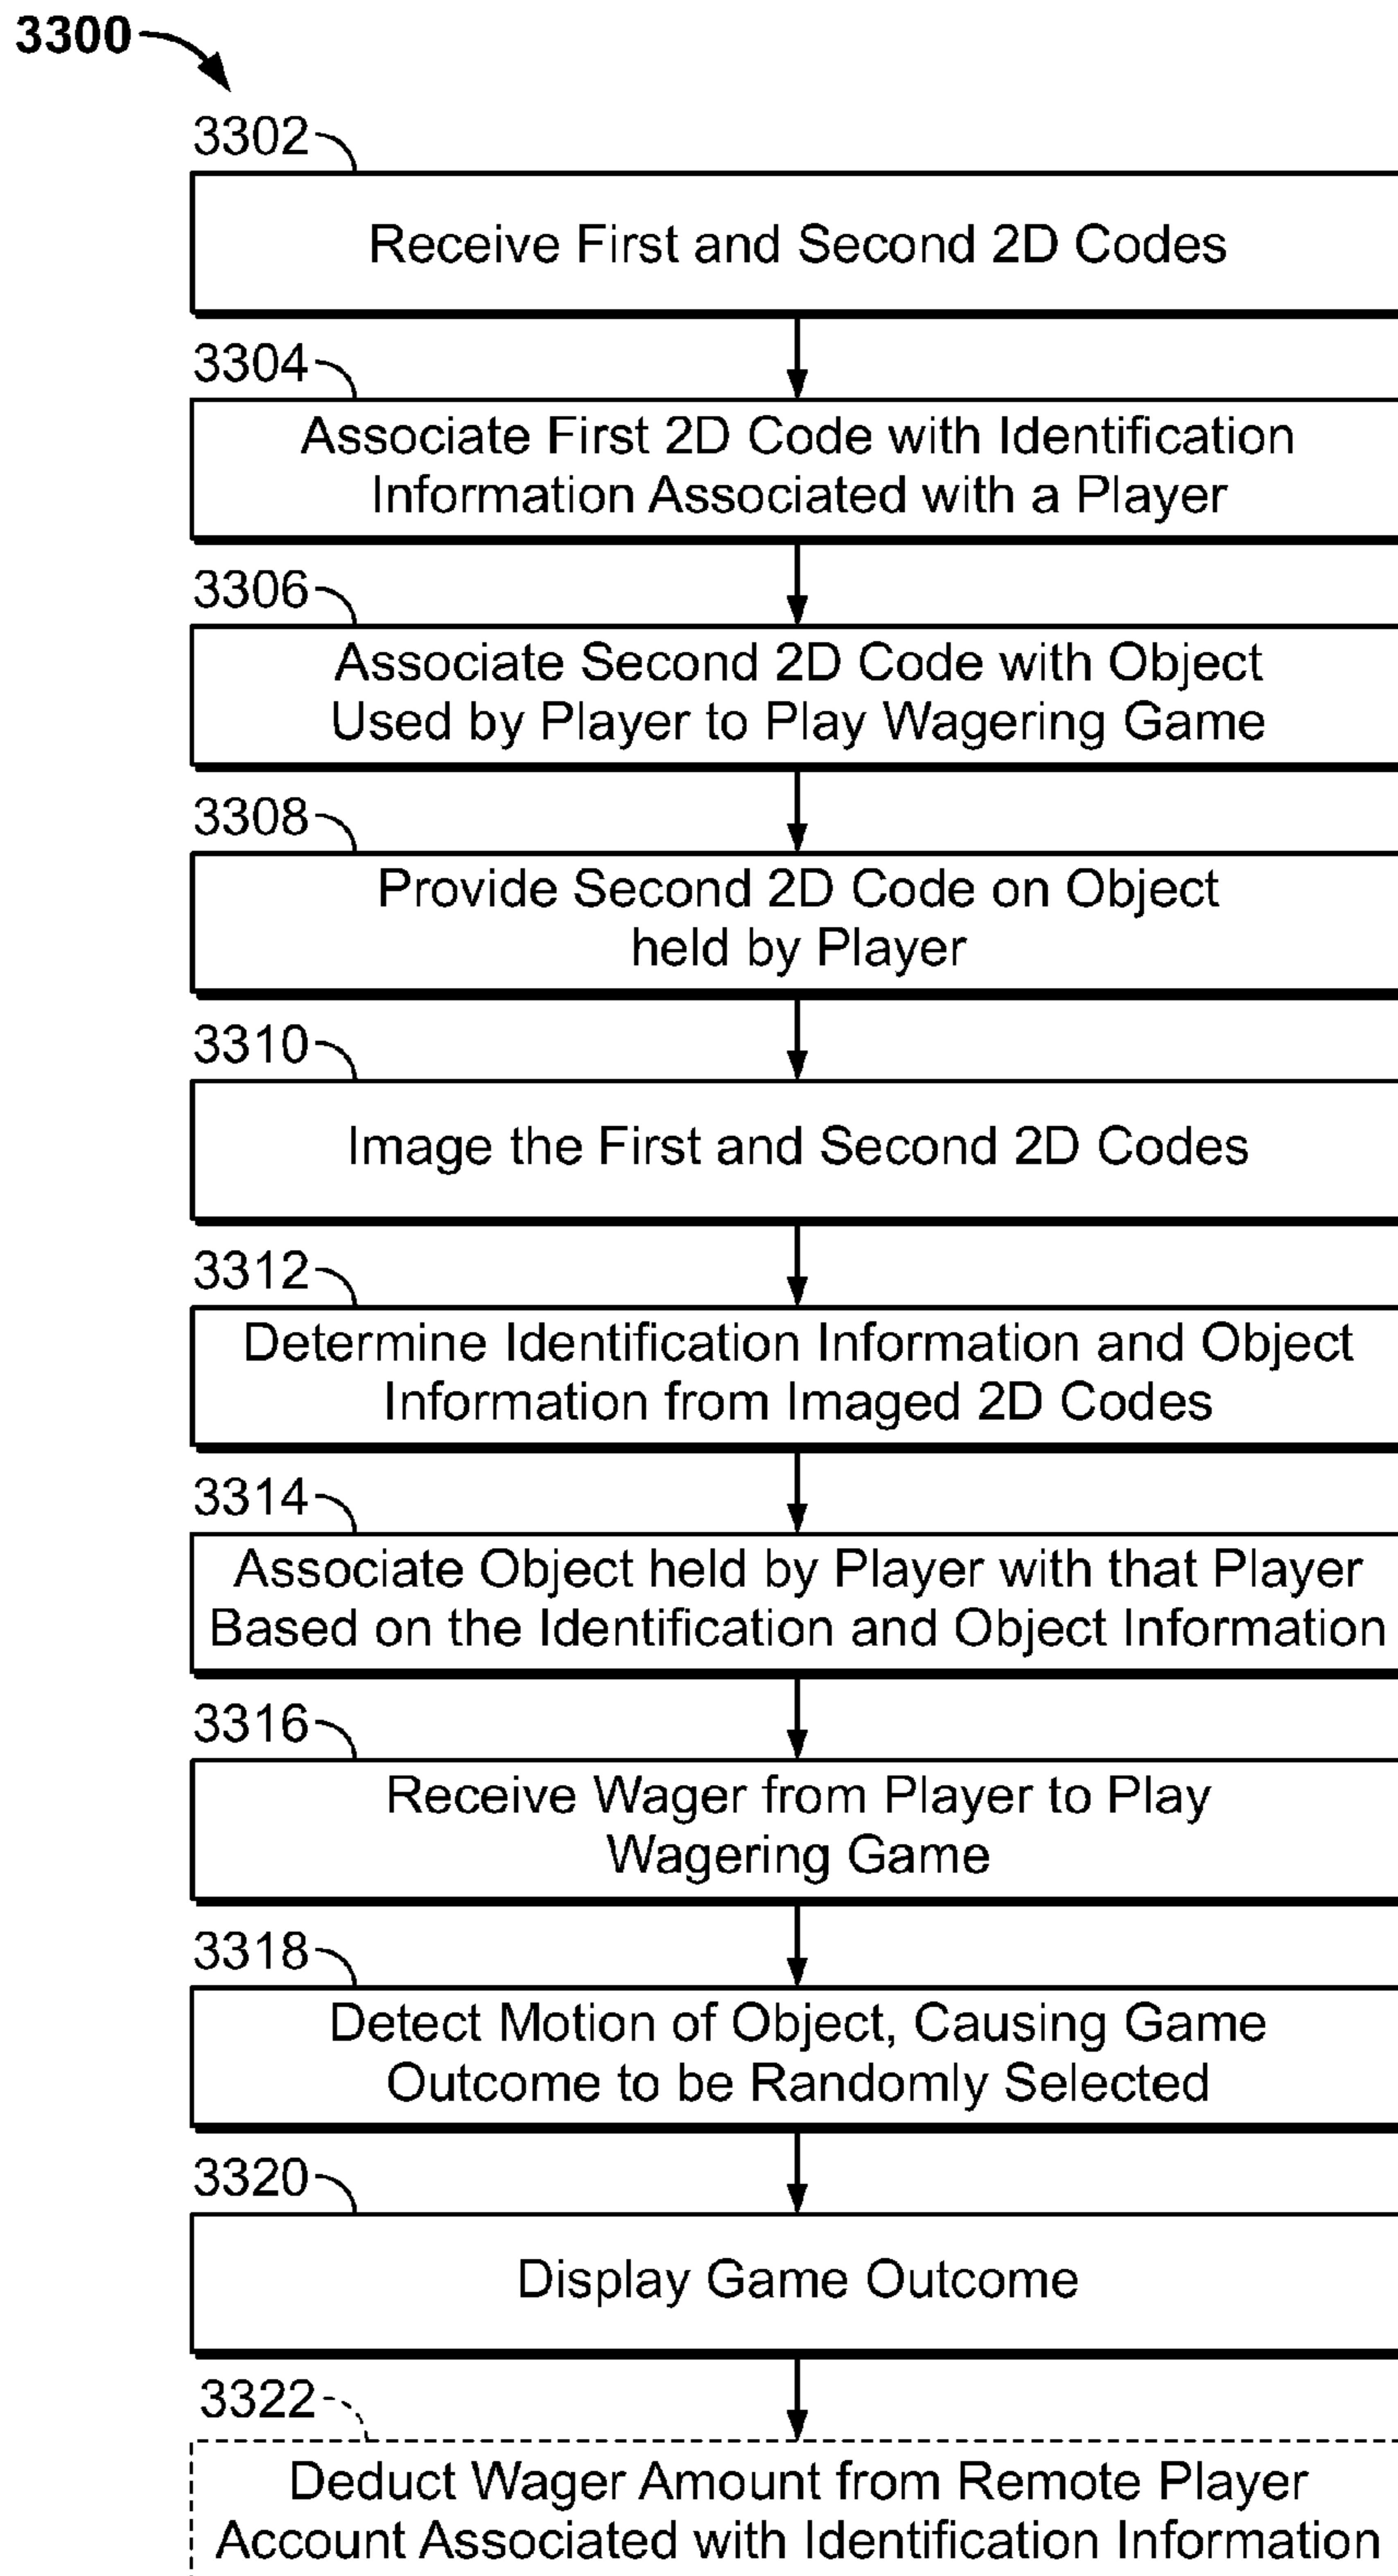 3300
3302
Receive First and Second 2D Codes
3304
Associate First 2D Code with Identification
Information Associated with a Player
3306
Associate Second 2D Code with Object
Used by Player to Play Wagering Game
3308
Provide Second 2D Code on Object
held by Player
3310
Image the First and Second 2D Codes
3312
Determine Identification Information and Object
Information from Imaged 2D Codes
3314
Associate Object held by Player with that Player
Based on the Identification and Object Information
3316
Receive Wager from Player to Play
Wagering Game
3318
Detect Motion of Object, Causing Game
Outcome to be Randomly Selected
3320
Display Game Outcome
3322
Deduct Wager Amount from Remote Player
Account Associated with Identification Information